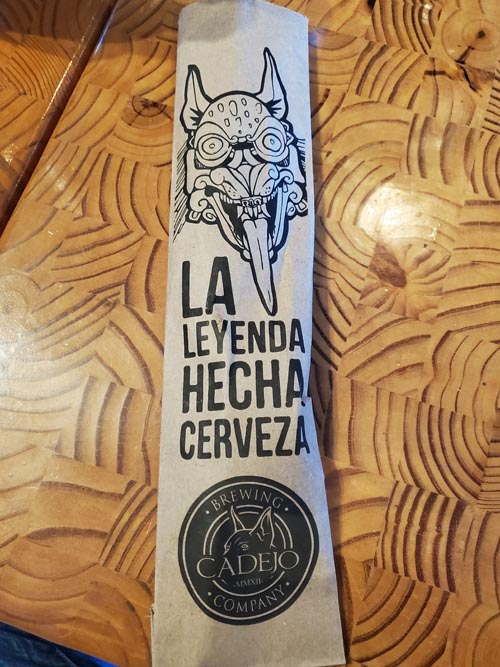 LA
LEYENDA
HECHA
CERVEZA
BREWING
CADEJO
-MMXII-
COMPANY